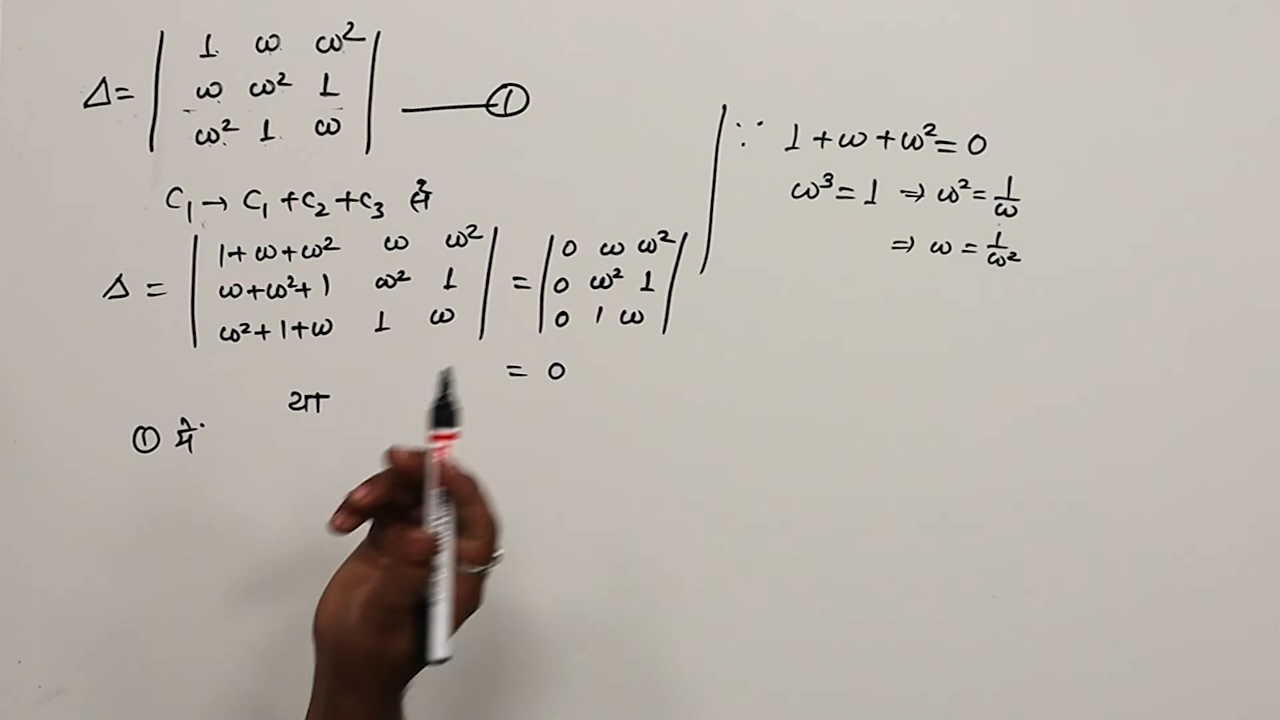 Δ = | 1 ω ω² |
| ω ω² 1 | —— ①
| ω² 1 ω |
C₁ → C₁ + C₂ + C₃ से
Δ = | 1+ω+ω² ω ω² | = | 0 ω ω² |
| ω+ω²+1 ω² 1 | | 0 ω² 1 |
| ω²+1+ω 1 ω | | 0 1 ω |
= 0
या
① में
∵ 1 + ω + ω² = 0
ω³ = 1 ⇒ ω² = 1/ω
⇒ ω = 1/ω²